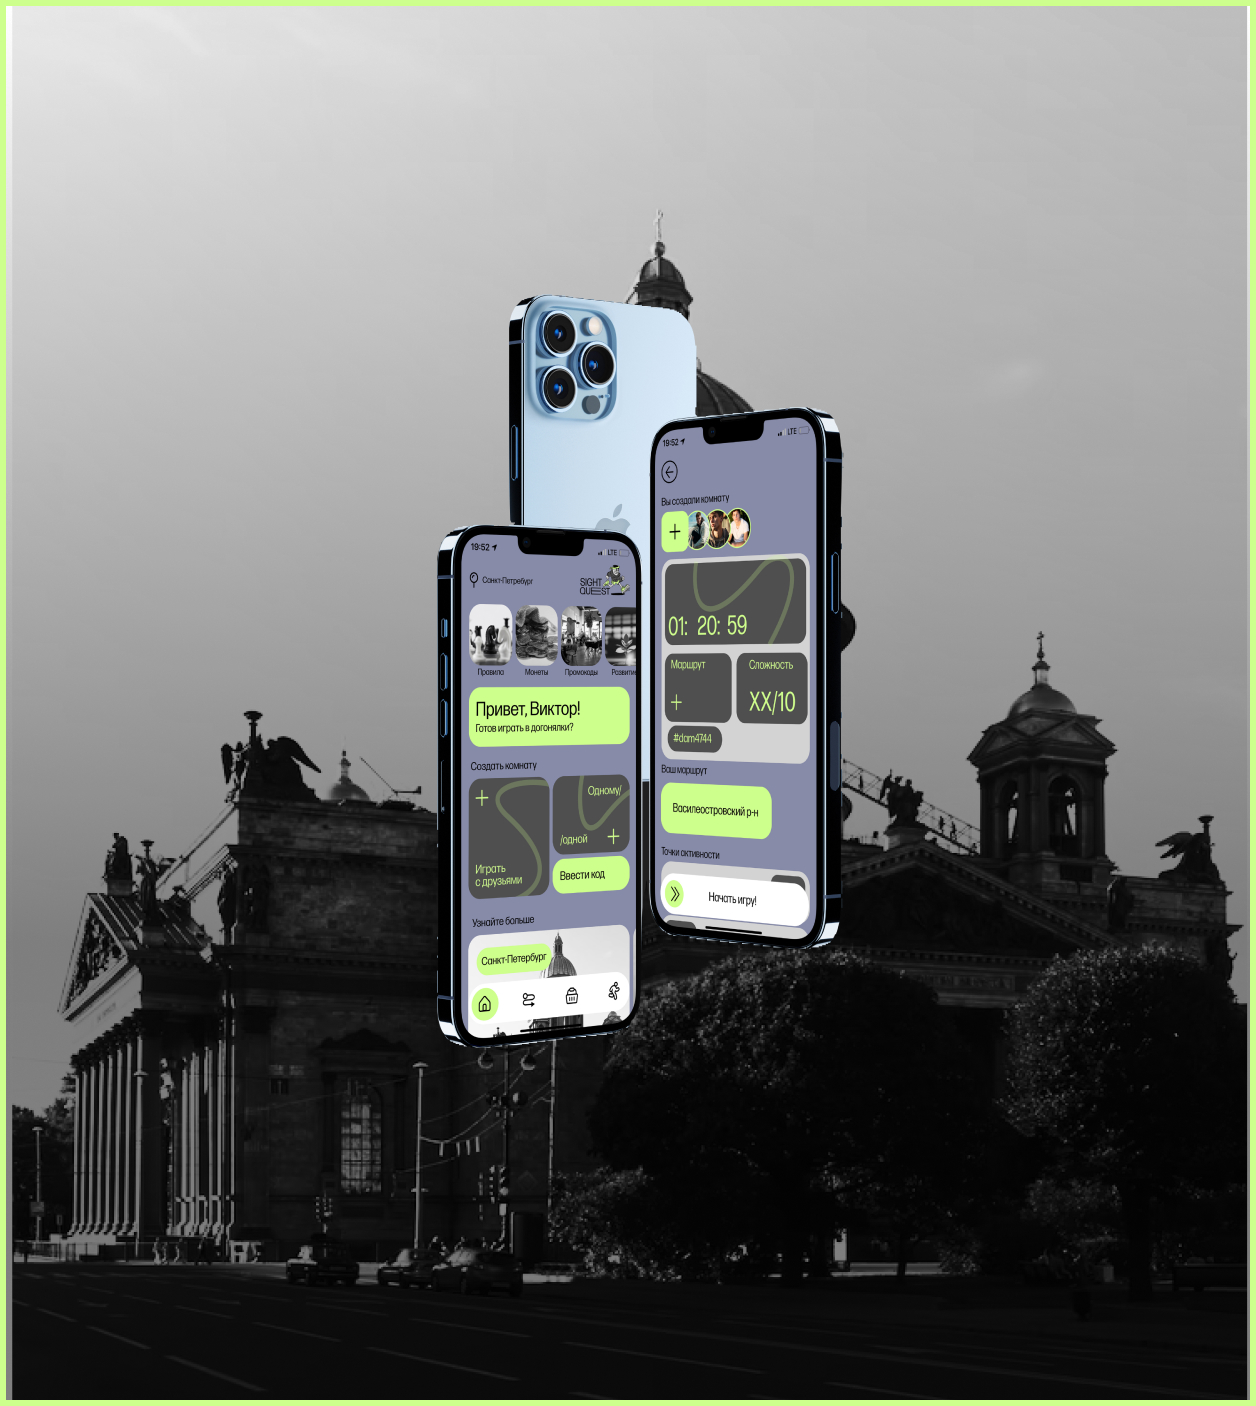 19:52
LTE
Вы создали комнату
01: 20: 59
Маршрут
Сложность
XX/10
#dam4744
Ваш маршрут
Василеостровский р-н
Точки активности
Начать игру!
19:52
LTE
Санкт-Петребург
SIGHT
QUEST
Правила
Монеты
Промокоды
Развити
Привет, Виктор!
Готов играть в догонялки?
Создать комнату
Играть
с друзьями
Одному/
/одной
Ввести код
Узнайте больше
Санкт-Петербург